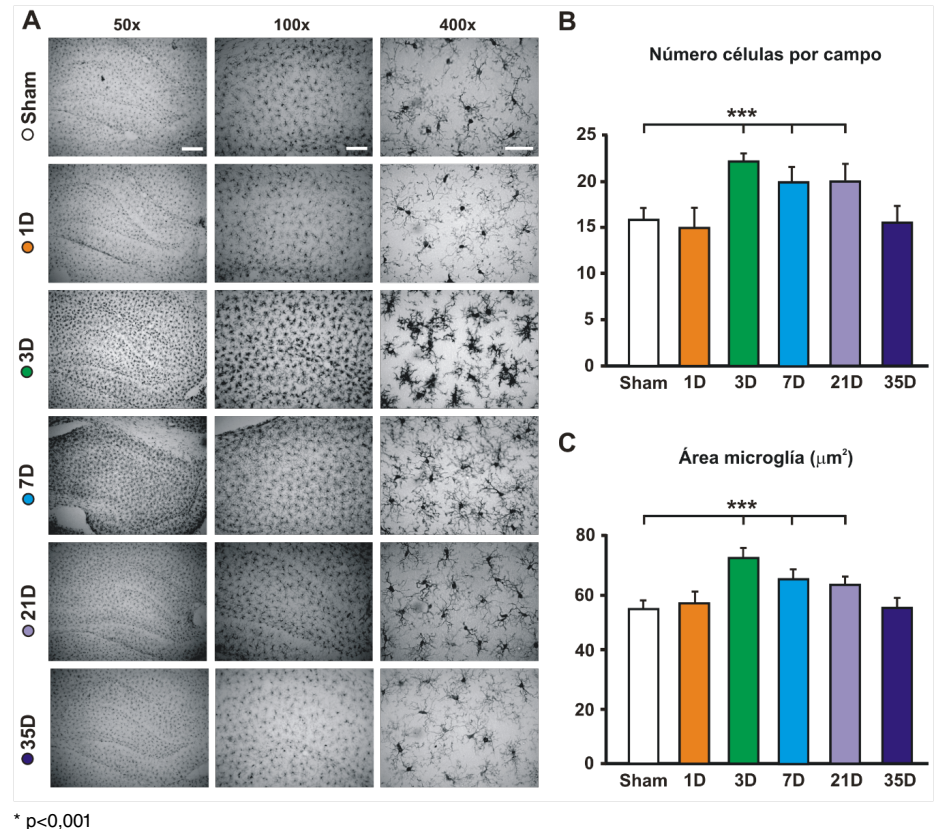 A
50x 100x 400x
Sham
1D
3D
7D
21D
35D
B
Número células por campo
***
25
20
15
10
5
0
Sham 1D 3D 7D 21D 35D
C
Área microglía (μm²)
***
80
60
40
20
0
Sham 1D 3D 7D 21D 35D
* p<0,001